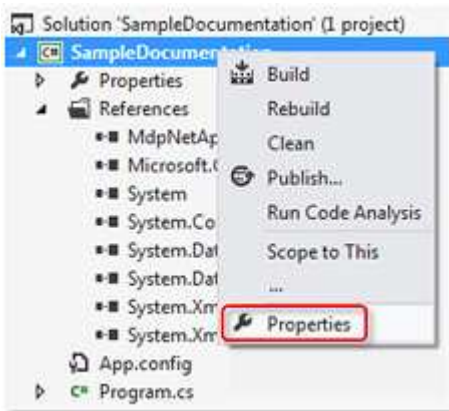 Solution 'SampleDocumentation' (1 project)
C# SampleDocumentation
Properties
References
MdpNetAp
Microsoft.
System
System.Co
System.Dat
System.Dat
System.Xm
System.Xm
App.config
C# Program.cs
Build
Rebuild
Clean
Publish...
Run Code Analysis
Scope to This
...
Properties